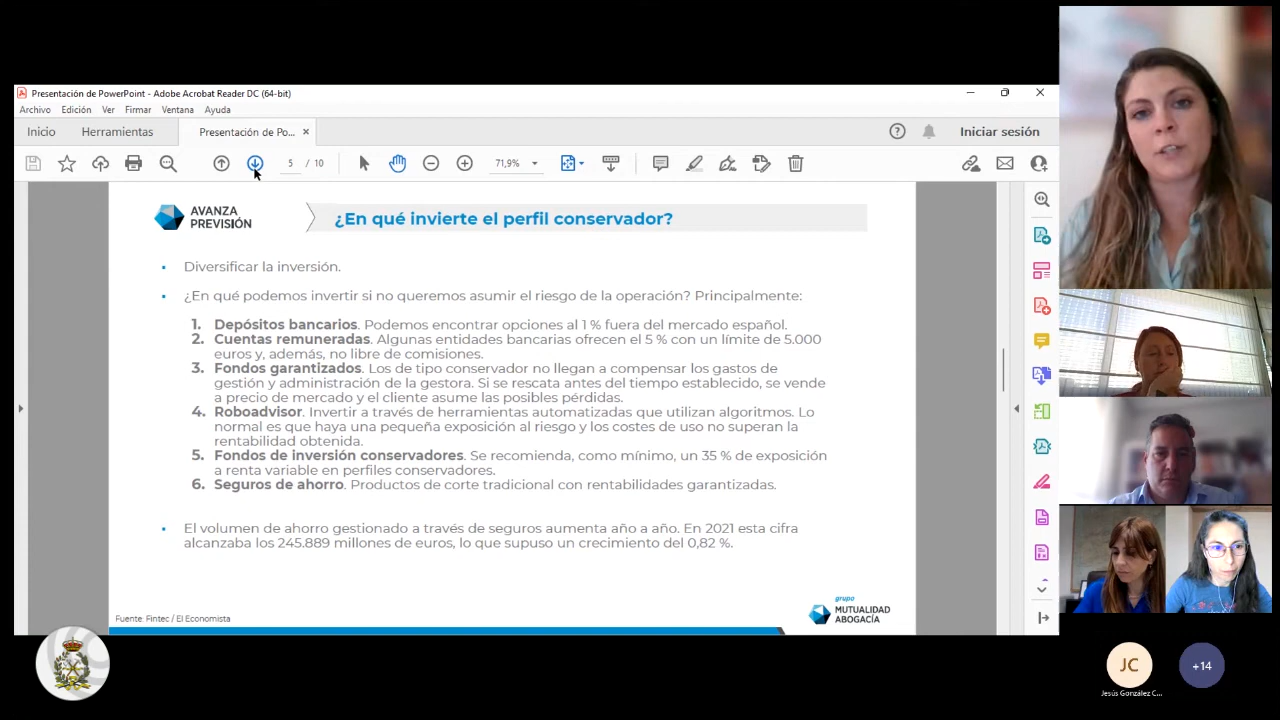 Presentación de PowerPoint - Adobe Acrobat Reader DC (64-bit)
Archivo Edición Ver Firmar Ventana Ayuda
Inicio Herramientas Presentación de Po... × Iniciar sesión
5 / 10 71,9%
AVANZA
PREVISIÓN
¿En qué invierte el perfil conservador?
▪ Diversificar la inversión.
▪ ¿En qué podemos invertir si no queremos asumir el riesgo de la operación? Principalmente:
1. Depósitos bancarios. Podemos encontrar opciones al 1 % fuera del mercado español.
2. Cuentas remuneradas. Algunas entidades bancarias ofrecen el 5 % con un límite de 5.000
euros y, además, no libre de comisiones.
3. Fondos garantizados. Los de tipo conservador no llegan a compensar los gastos de
gestión y administración de la gestora. Si se rescata antes del tiempo establecido, se vende
a precio de mercado y el cliente asume las posibles pérdidas.
4. Roboadvisor. Invertir a través de herramientas automatizadas que utilizan algoritmos. Lo
normal es que haya una pequeña exposición al riesgo y los costes de uso no superan la
rentabilidad obtenida.
5. Fondos de inversión conservadores. Se recomienda, como mínimo, un 35 % de exposición
a renta variable en perfiles conservadores.
6. Seguros de ahorro. Productos de corte tradicional con rentabilidades garantizadas.
▪ El volumen de ahorro gestionado a través de seguros aumenta año a año. En 2021 esta cifra
alcanzaba los 245.889 millones de euros, lo que supuso un crecimiento del 0,82 %.
Fuente: Fintec / El Economista
grupo
MUTUALIDAD
ABOGACÍA
JC
+14
Jesús González C...